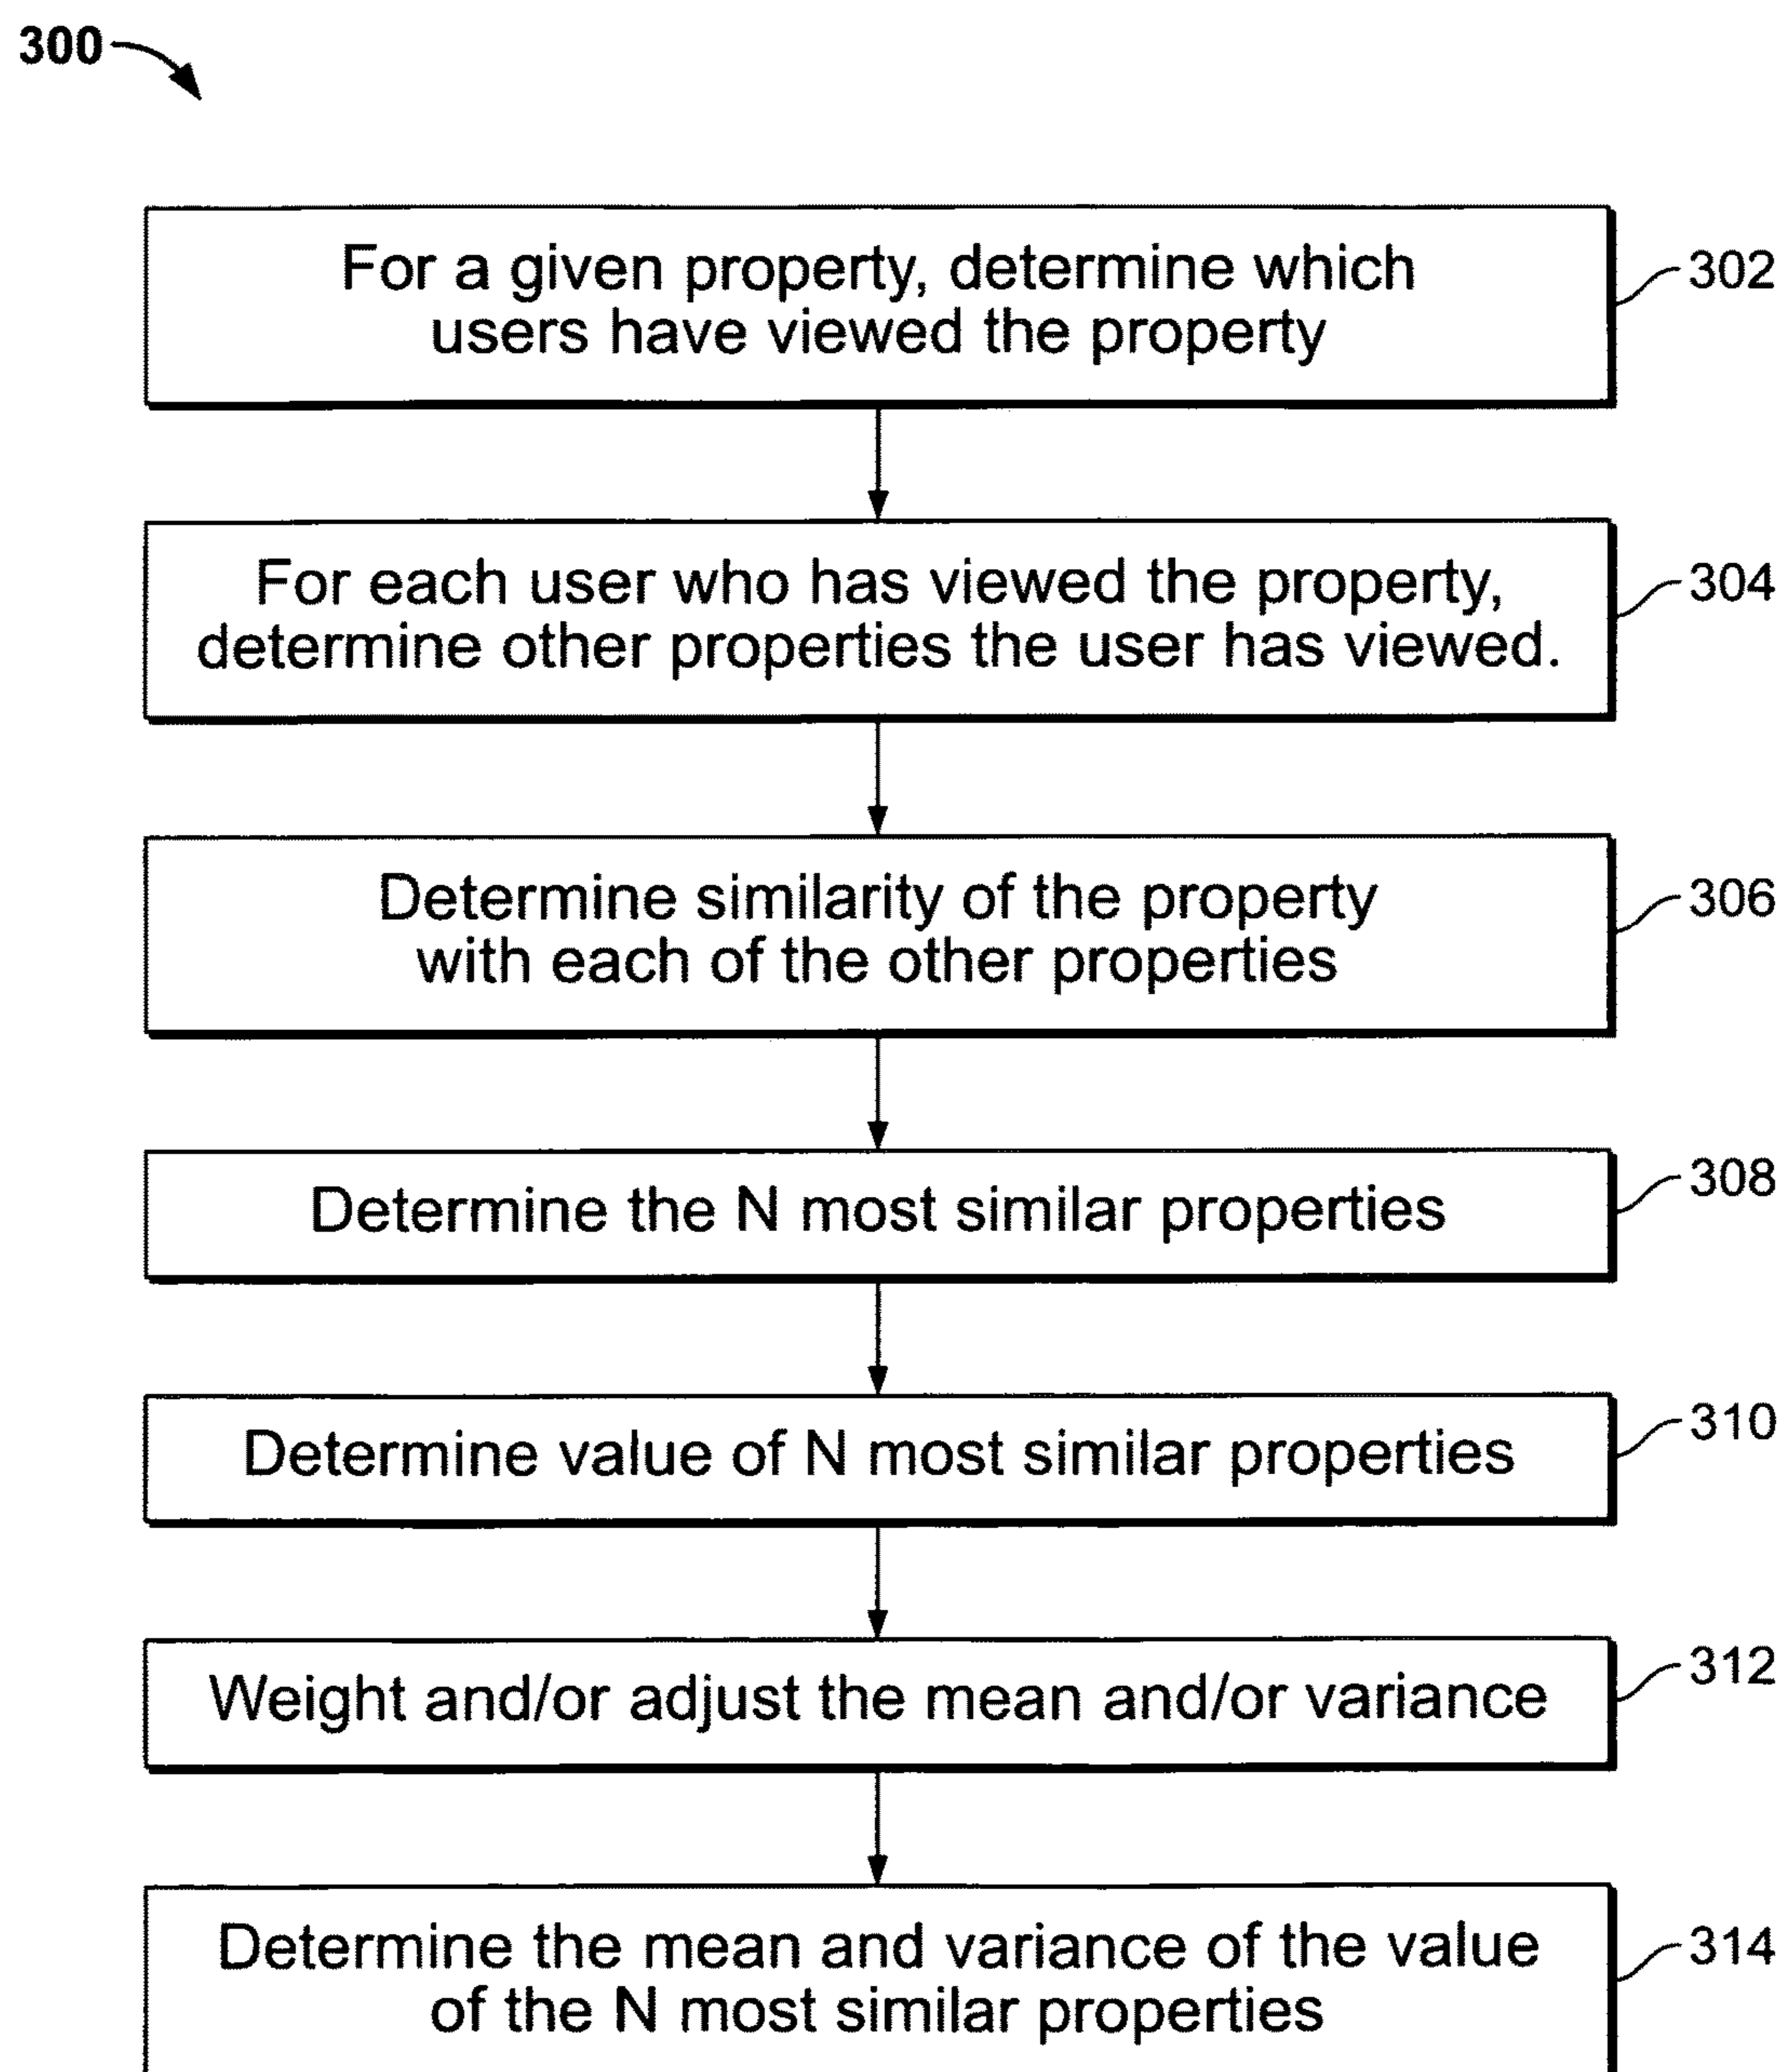 300
For a given property, determine which
users have viewed the property
302
For each user who has viewed the property,
determine other properties the user has viewed.
304
Determine similarity of the property
with each of the other properties
306
Determine the N most similar properties
308
Determine value of N most similar properties
310
Weight and/or adjust the mean and/or variance
312
Determine the mean and variance of the value
of the N most similar properties
314